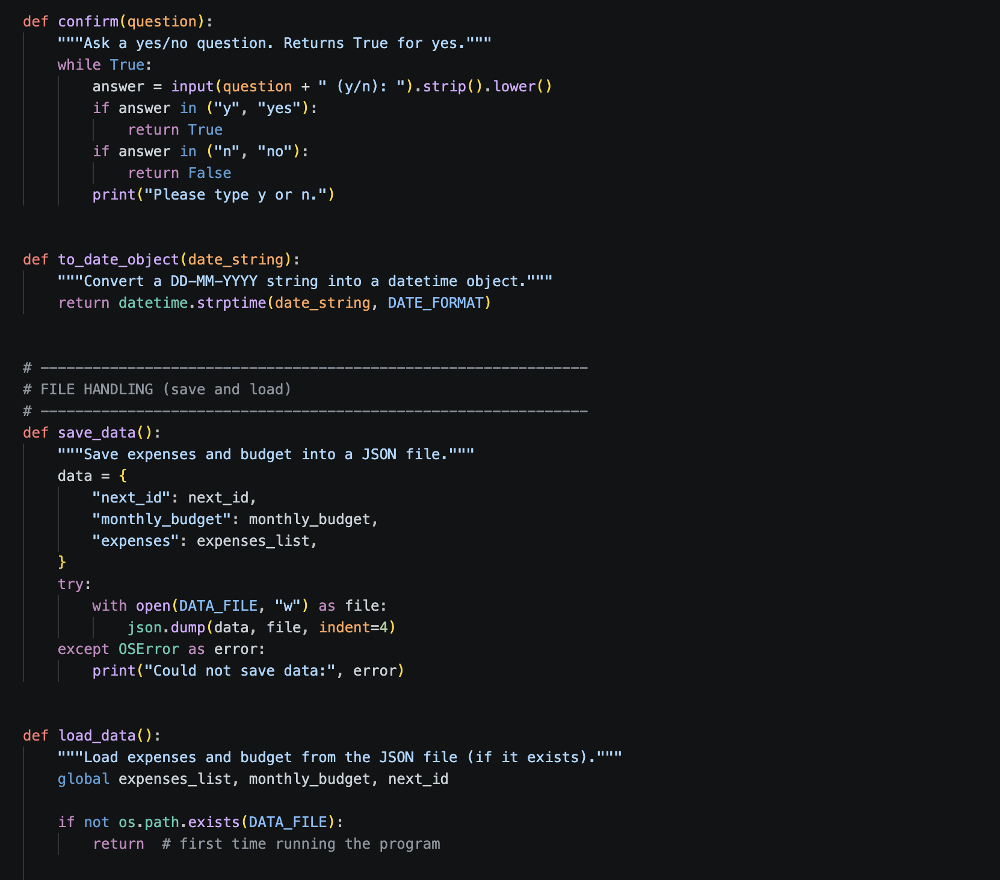 def confirm(question):
    """Ask a yes/no question. Returns True for yes."""
    while True:
        answer = input(question + " (y/n): ").strip().lower()
        if answer in ("y", "yes"):
            return True
        if answer in ("n", "no"):
            return False
        print("Please type y or n.")
def to_date_object(date_string):
    """Convert a DD-MM-YYYY string into a datetime object."""
    return datetime.strptime(date_string, DATE_FORMAT)
# ---------------------------------------------------------------
# FILE HANDLING (save and load)
# ---------------------------------------------------------------
def save_data():
    """Save expenses and budget into a JSON file."""
    data = {
        "next_id": next_id,
        "monthly_budget": monthly_budget,
        "expenses": expenses_list,
    }
    try:
        with open(DATA_FILE, "w") as file:
            json.dump(data, file, indent=4)
    except OSError as error:
        print("Could not save data:", error)
def load_data():
    """Load expenses and budget from the JSON file (if it exists)."""
    global expenses_list, monthly_budget, next_id
    if not os.path.exists(DATA_FILE):
        return  # first time running the program